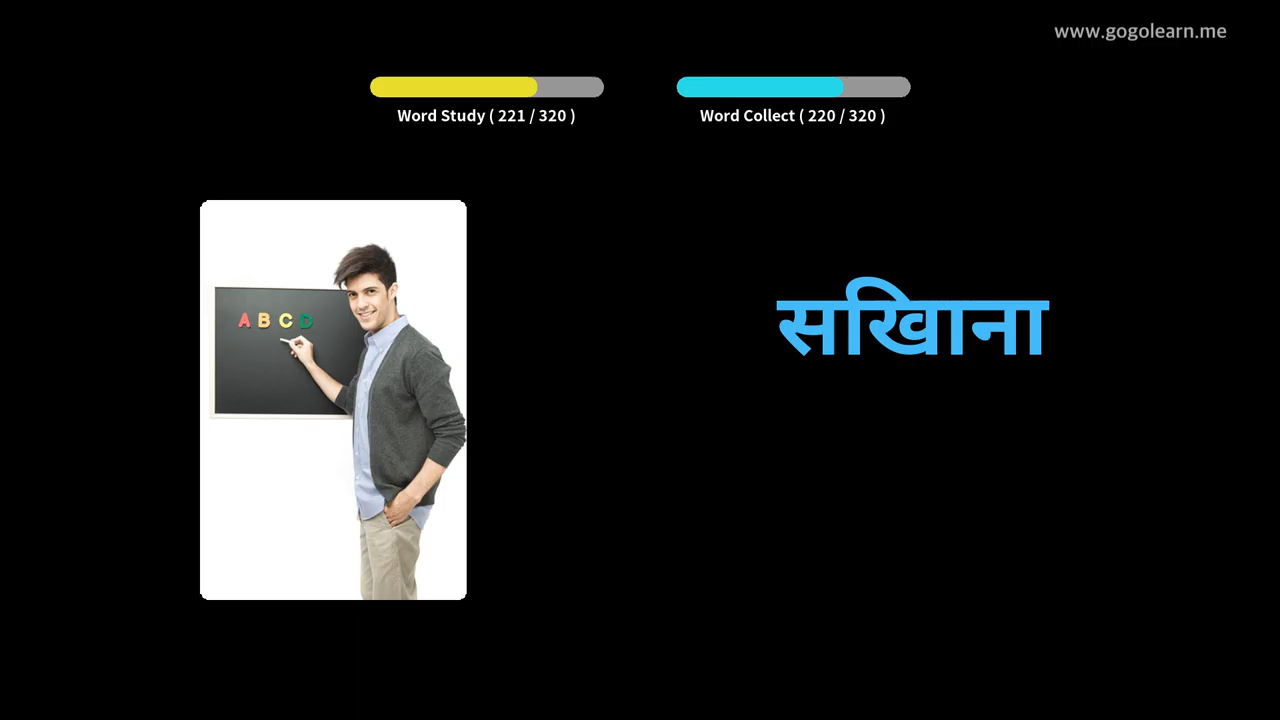 www.gogolearn.me
Word Study ( 221 / 320 )
Word Collect ( 220 / 320 )
A B C D
सखिाना